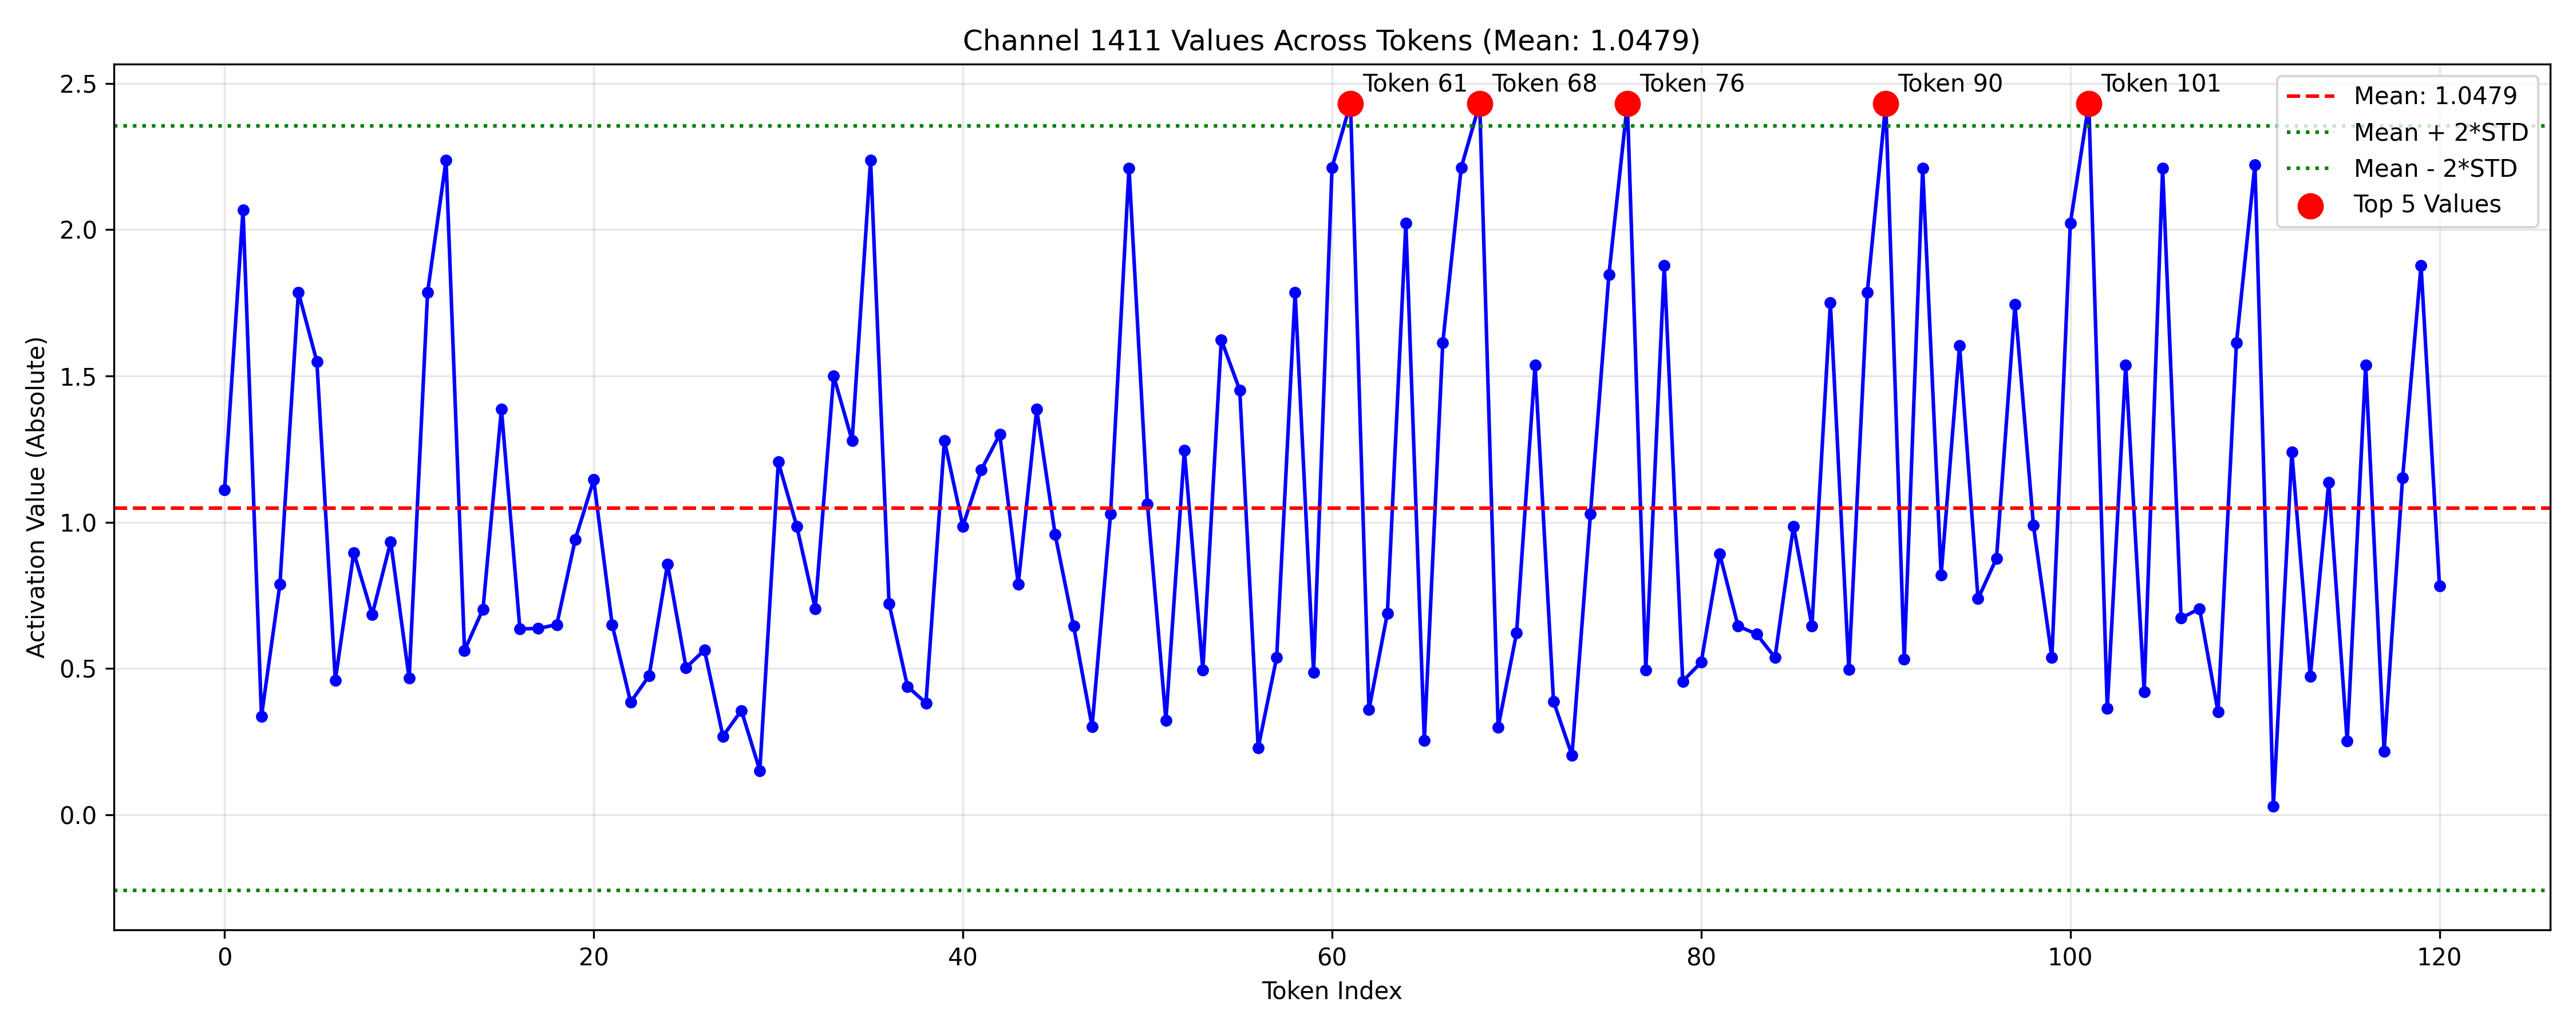 Channel 1411 Values Across Tokens (Mean: 1.0479)
Token 61
Token 68
Token 76
Token 90
Token 101
Mean: 1.0479
Mean + 2*STD
Mean - 2*STD
Top 5 Values
Activation Value (Absolute)
2.5
2.0
1.5
1.0
0.5
0.0
0
20
40
60
80
100
120
Token Index